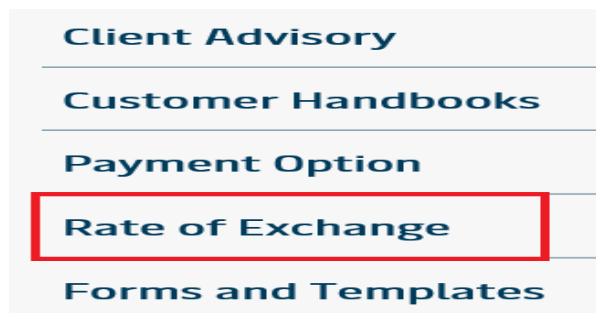 Client Advisory
Customer Handbooks
Payment Option
Rate of Exchange
Forms and Templates